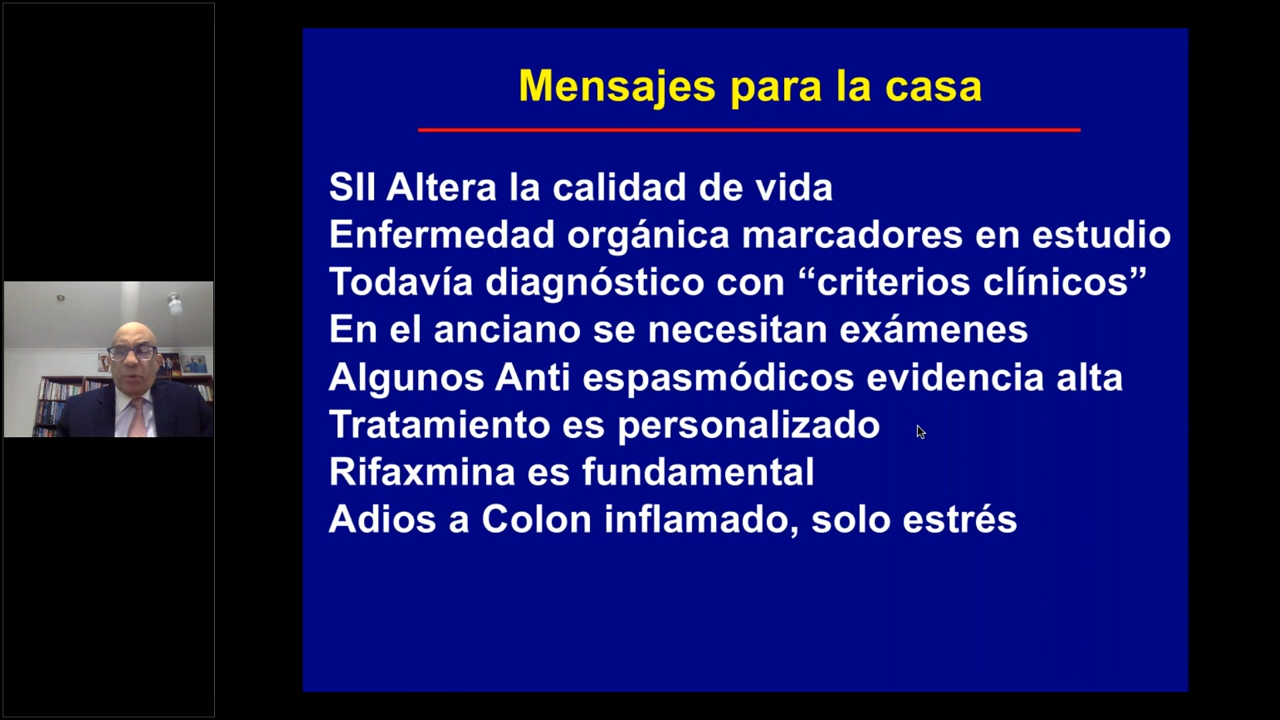 Mensajes para la casa
SII Altera la calidad de vida
Enfermedad orgánica marcadores en estudio
Todavía diagnóstico con “criterios clínicos”
En el anciano se necesitan exámenes
Algunos Anti espasmódicos evidencia alta
Tratamiento es personalizado
Rifaxmina es fundamental
Adios a Colon inflamado, solo estrés